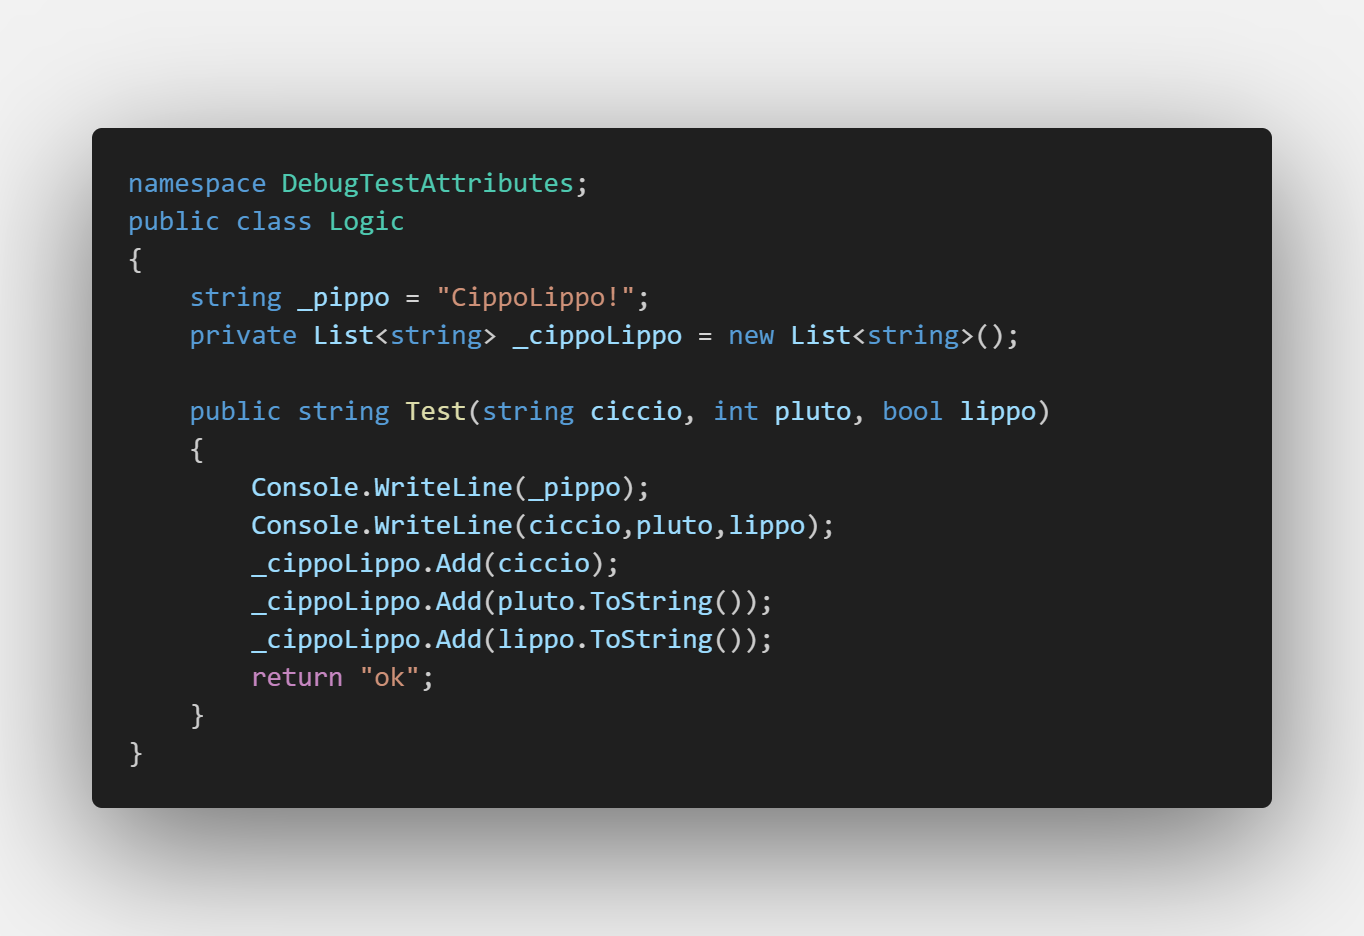 namespace DebugTestAttributes;
public class Logic
{
    string _pippo = "CippoLippo!";
    private List<string> _cippoLippo = new List<string>();

    public string Test(string ciccio, int pluto, bool lippo)
    {
        Console.WriteLine(_pippo);
        Console.WriteLine(ciccio,pluto,lippo);
        _cippoLippo.Add(ciccio);
        _cippoLippo.Add(pluto.ToString());
        _cippoLippo.Add(lippo.ToString());
        return "ok";
    }
}